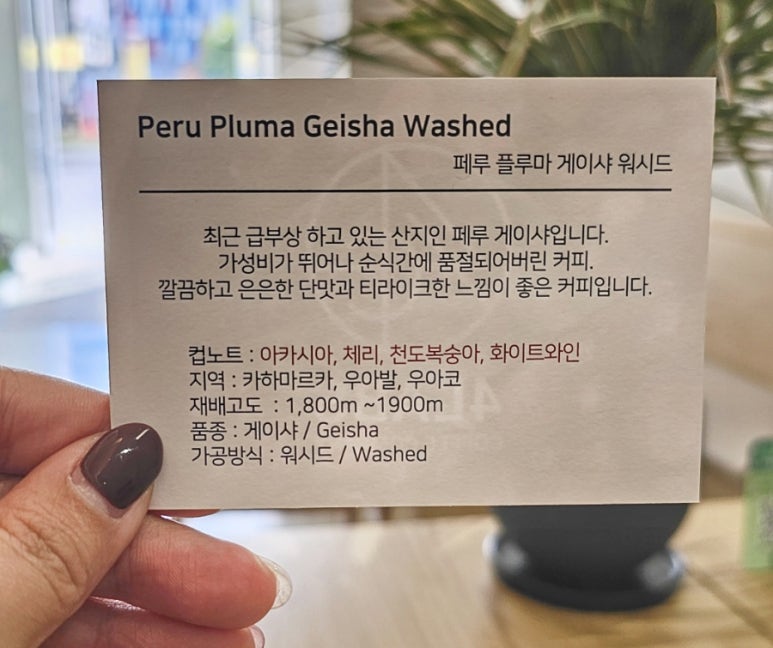 Peru Pluma Geisha Washed
페루 플루마 게이샤 워시드
최근 급부상 하고 있는 산지인 페루 게이샤입니다.
가성비가 뛰어나 순식간에 품절되어버린 커피.
깔끔하고 은은한 단맛과 티라이크한 느낌이 좋은 커피입니다.
컵노트 : 아카시아, 체리, 천도복숭아, 화이트와인
지역 : 카하마르카, 우아발, 우아코
재배고도 : 1,800m ~1900m
품종 : 게이샤 / Geisha
가공방식 : 워시드 / Washed